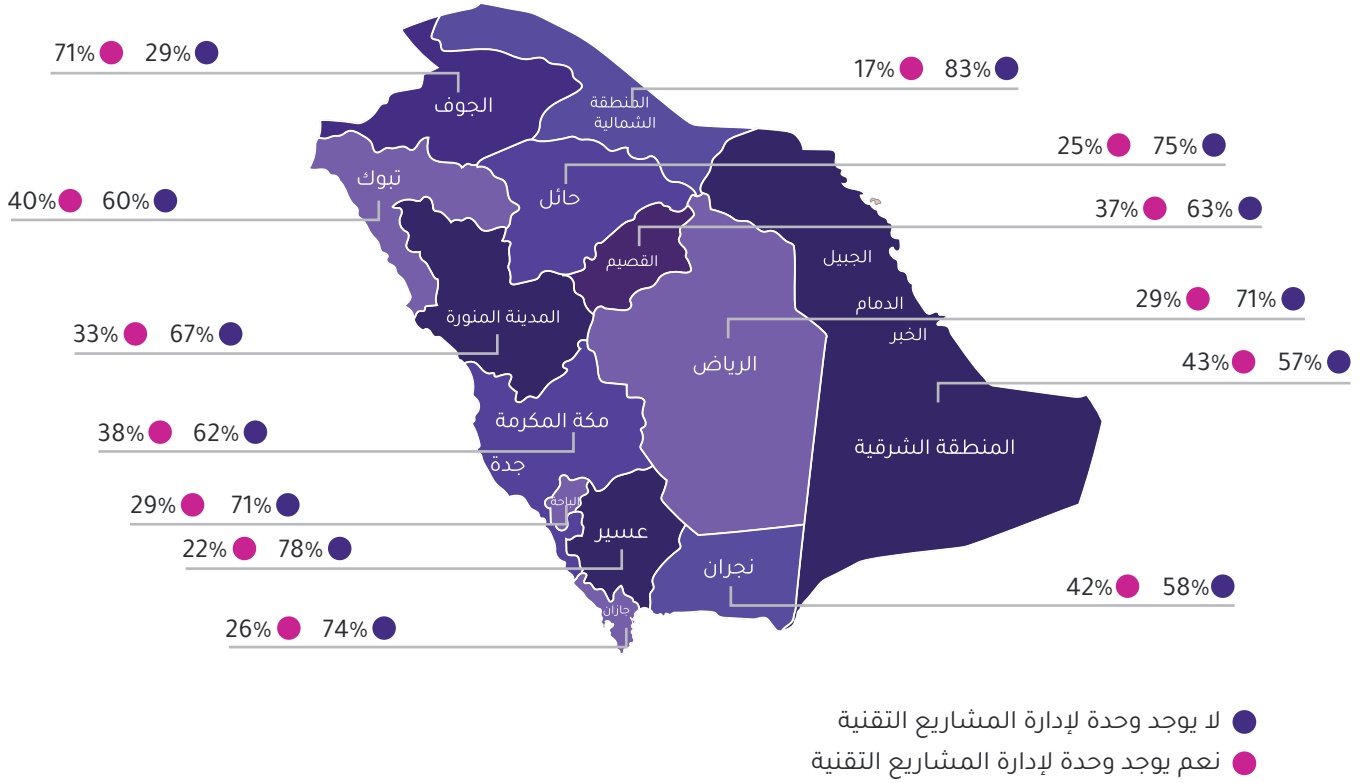 71% 29%
17% 83%
الجوف
المنطقة
الشمالية
25% 75%
تبوك
حائل
40% 60%
37% 63%
القصيم
الجبيل
29% 71%
الدمام
المدينة المنورة
33% 67%
الخبر
الرياض
43% 57%
مكة المكرمة
38% 62%
المنطقة الشرقية
جدة
الباحة
29% 71%
عسير
22% 78%
نجران
42% 58%
جازان
26% 74%
لا يوجد وحدة لإدارة المشاريع التقنية
نعم يوجد وحدة لإدارة المشاريع التقنية